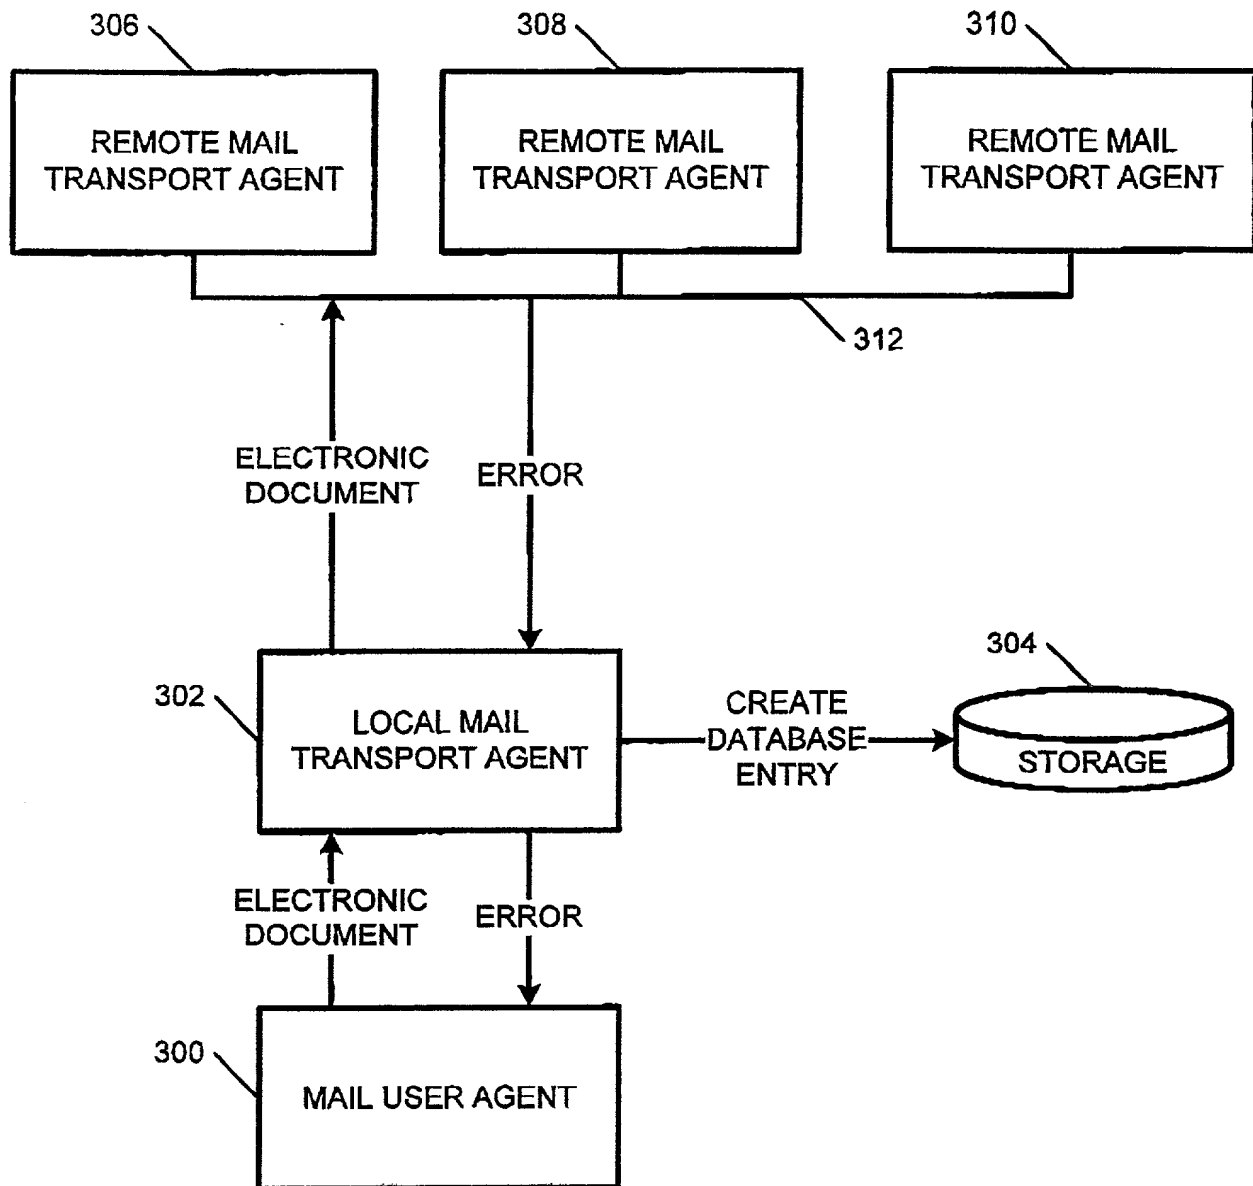 306
308
310
REMOTE MAIL
TRANSPORT AGENT
REMOTE MAIL
TRANSPORT AGENT
REMOTE MAIL
TRANSPORT AGENT
312
ELECTRONIC
DOCUMENT
ERROR
302
LOCAL MAIL
TRANSPORT AGENT
CREATE
DATABASE
ENTRY
304
STORAGE
ELECTRONIC
DOCUMENT
ERROR
300
MAIL USER AGENT